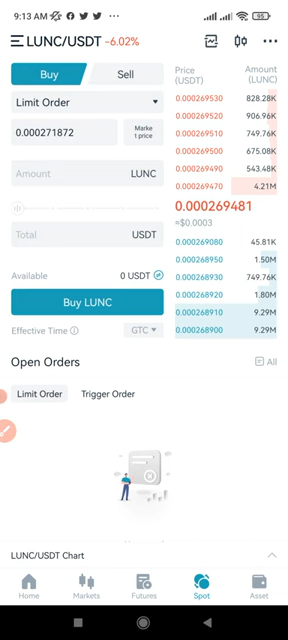 9:13 AM
95
LUNC/USDT -6.02%
Buy
Sell
Limit Order
0.000271872
Marke
t price
Amount
LUNC
Total
USDT
Available
0 USDT
Buy LUNC
Effective Time
GTC
Price
(USDT)
Amount
(LUNC)
0.000269530 828.28K
0.000269520 906.96K
0.000269510 749.76K
0.000269500 675.08K
0.000269490 543.48K
0.000269470 4.21M
0.000269481
≈$0.0003
0.000269080 45.81K
0.000268950 1.50M
0.000268930 749.76K
0.000268920 1.80M
0.000268910 9.29M
0.000268900 9.29M
Open Orders
All
Limit Order
Trigger Order
LUNC/USDT Chart
Home
Markets
Futures
Spot
Asset